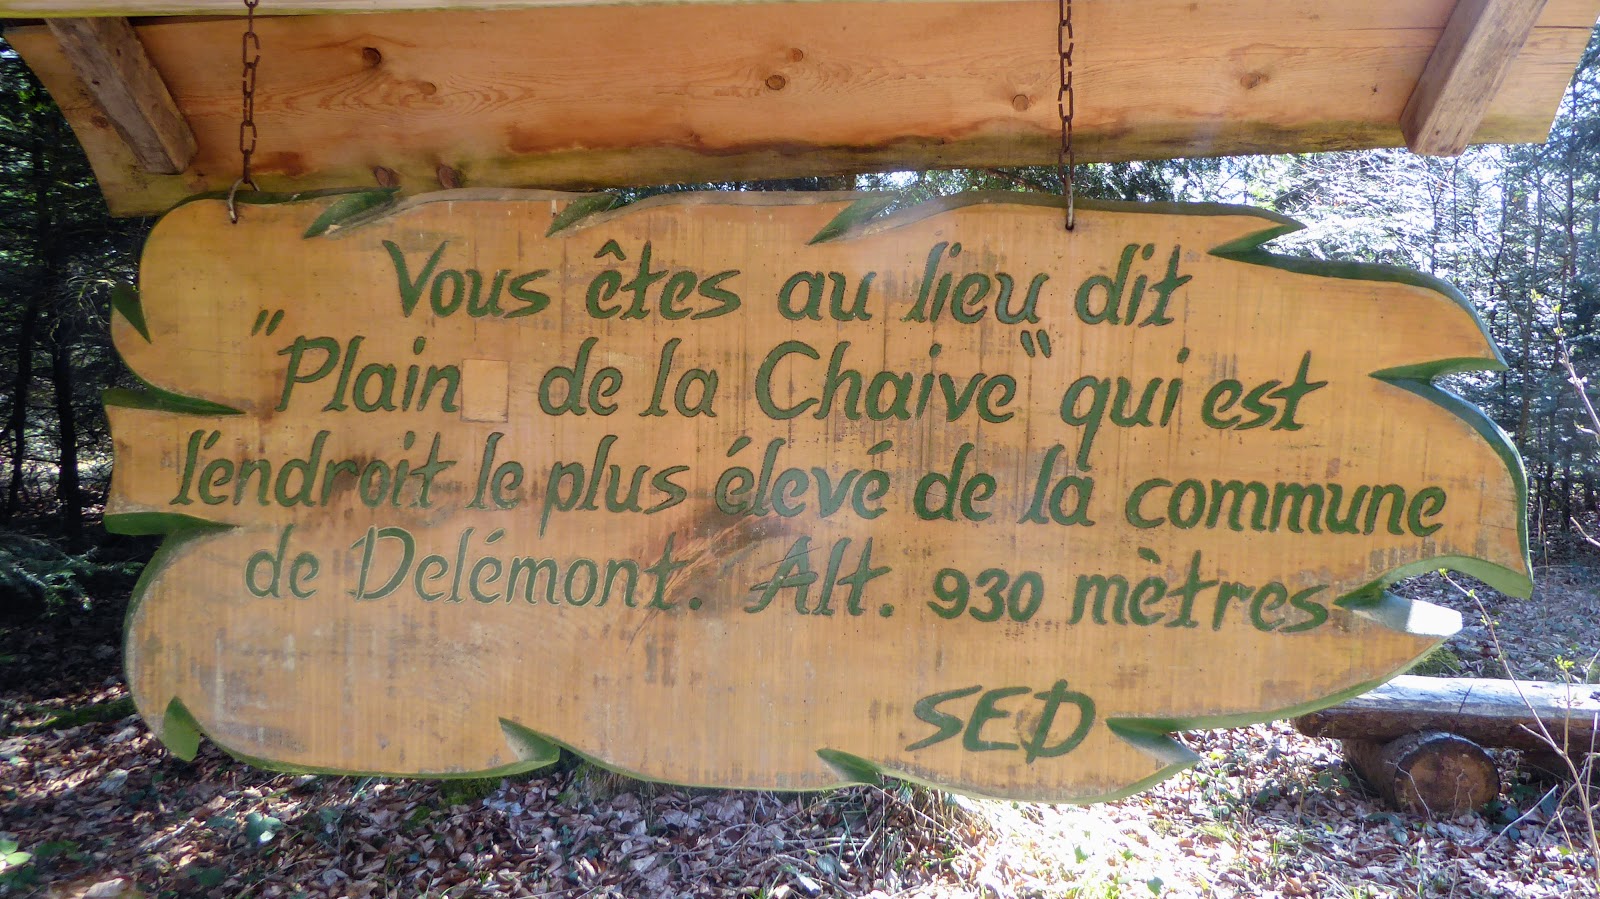 Vous êtes au lieu dit
"Plain de la Chaive" qui est
l'endroit le plus élevé de la commune
de Delémont. Alt. 930 mètres
SED